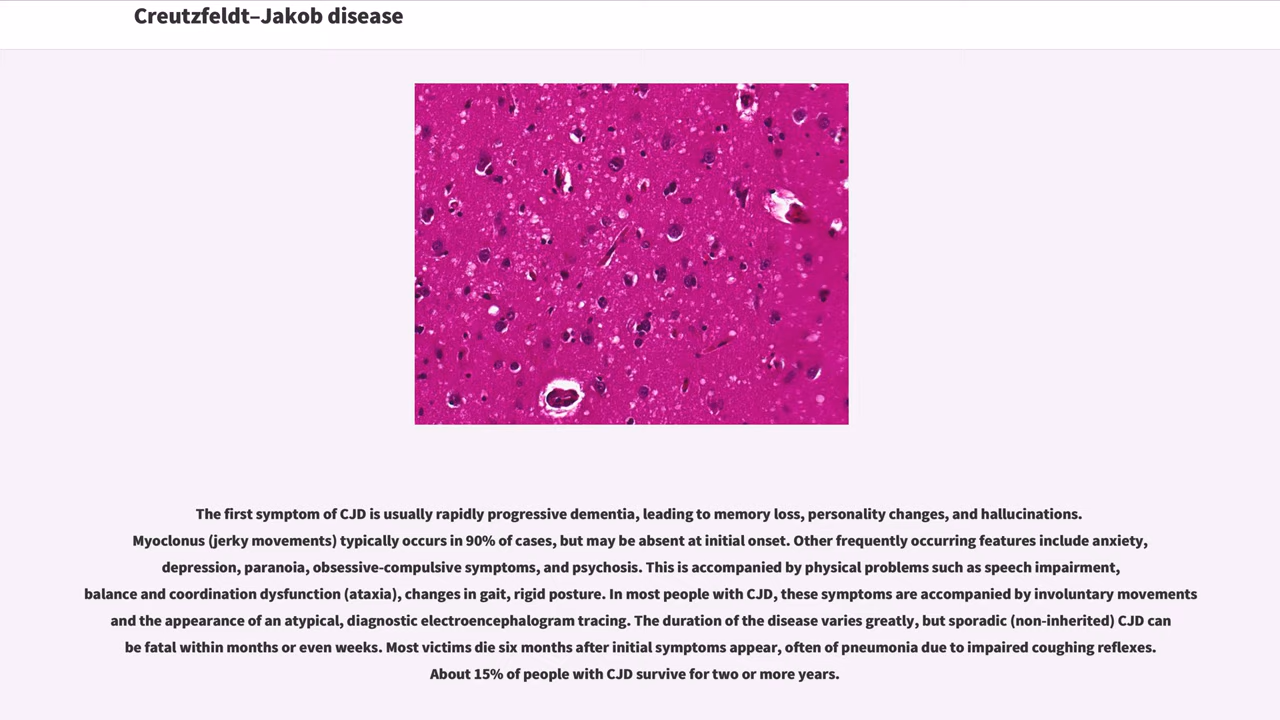 Creutzfeldt–Jakob disease
The first symptom of CJD is usually rapidly progressive dementia, leading to memory loss, personality changes, and hallucinations.
Myoclonus (jerky movements) typically occurs in 90% of cases, but may be absent at initial onset. Other frequently occurring features include anxiety,
depression, paranoia, obsessive-compulsive symptoms, and psychosis. This is accompanied by physical problems such as speech impairment,
balance and coordination dysfunction (ataxia), changes in gait, rigid posture. In most people with CJD, these symptoms are accompanied by involuntary movements
and the appearance of an atypical, diagnostic electroencephalogram tracing. The duration of the disease varies greatly, but sporadic (non-inherited) CJD can
be fatal within months or even weeks. Most victims die six months after initial symptoms appear, often of pneumonia due to impaired coughing reflexes.
About 15% of people with CJD survive for two or more years.